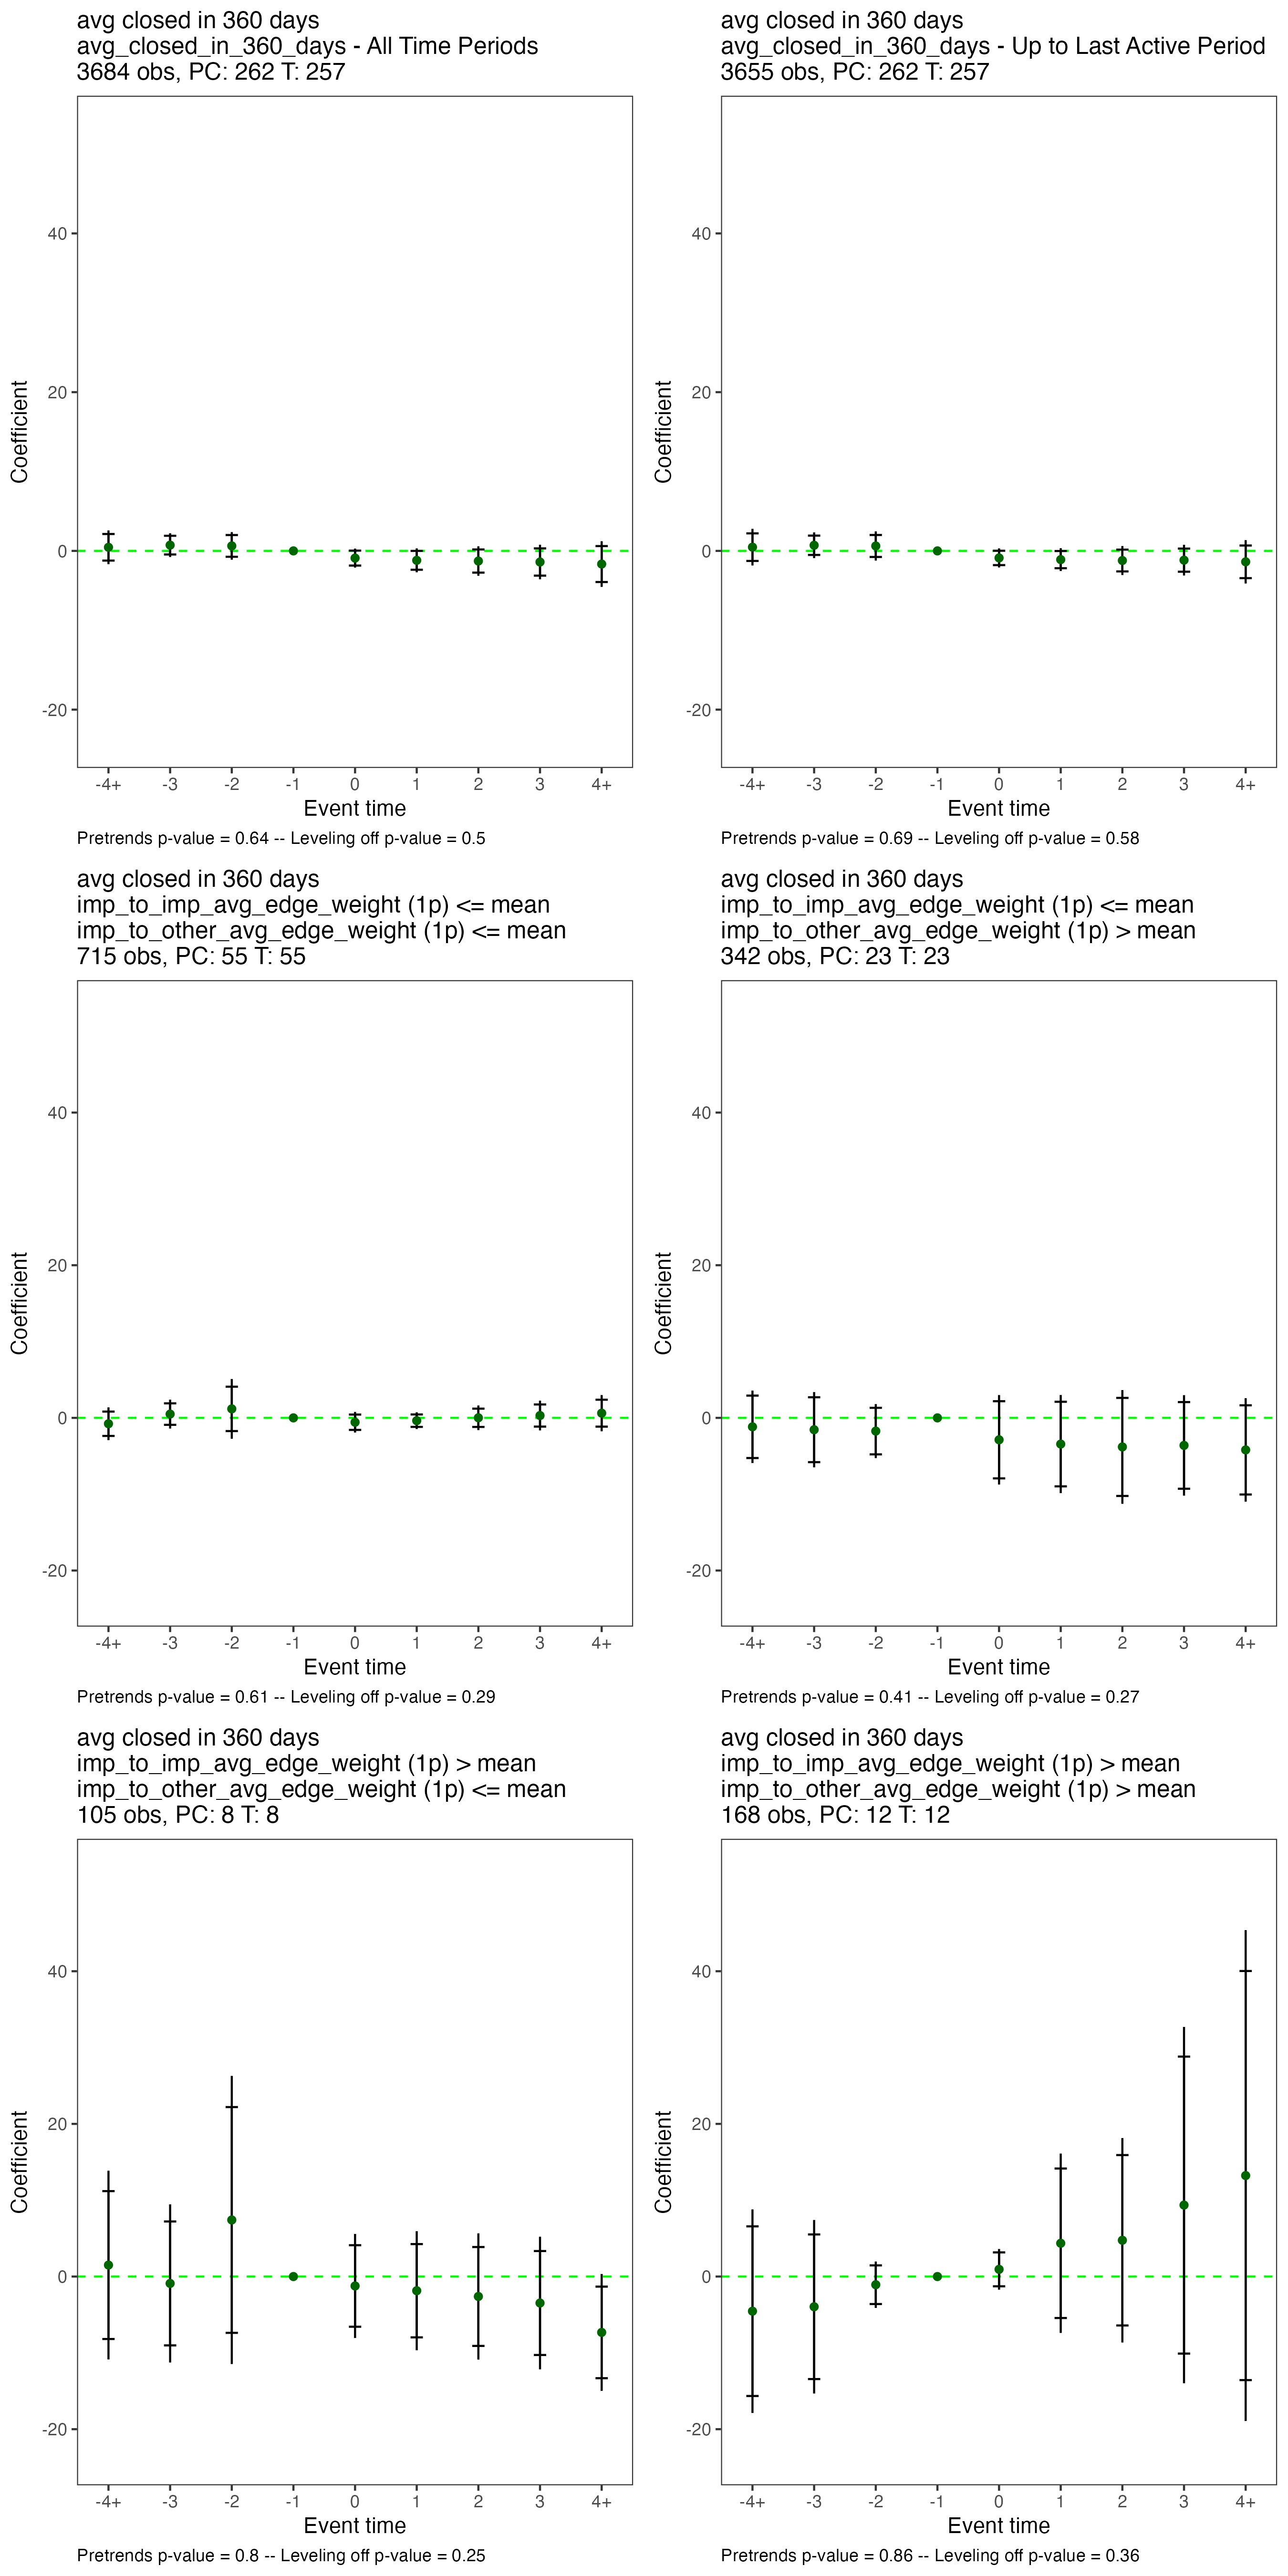 avg closed in 360 days
avg_closed_in_360_days - All Time Periods
3684 obs, PC: 262 T: 257
Coefficient
40
20
0
-20
-4+ -3 -2 -1 0 1 2 3 4+
Event time
Pretrends p-value = 0.64 -- Leveling off p-value = 0.5
avg closed in 360 days
avg_closed_in_360_days - Up to Last Active Period
3655 obs, PC: 262 T: 257
Coefficient
40
20
0
-20
-4+ -3 -2 -1 0 1 2 3 4+
Event time
Pretrends p-value = 0.69 -- Leveling off p-value = 0.58
avg closed in 360 days
imp_to_imp_avg_edge_weight (1p) <= mean
imp_to_other_avg_edge_weight (1p) <= mean
715 obs, PC: 55 T: 55
Coefficient
40
20
0
-20
-4+ -3 -2 -1 0 1 2 3 4+
Event time
Pretrends p-value = 0.61 -- Leveling off p-value = 0.29
avg closed in 360 days
imp_to_imp_avg_edge_weight (1p) <= mean
imp_to_other_avg_edge_weight (1p) > mean
342 obs, PC: 23 T: 23
Coefficient
40
20
0
-20
-4+ -3 -2 -1 0 1 2 3 4+
Event time
Pretrends p-value = 0.41 -- Leveling off p-value = 0.27
avg closed in 360 days
imp_to_imp_avg_edge_weight (1p) > mean
imp_to_other_avg_edge_weight (1p) <= mean
105 obs, PC: 8 T: 8
Coefficient
40
20
0
-20
-4+ -3 -2 -1 0 1 2 3 4+
Event time
Pretrends p-value = 0.8 -- Leveling off p-value = 0.25
avg closed in 360 days
imp_to_imp_avg_edge_weight (1p) > mean
imp_to_other_avg_edge_weight (1p) > mean
168 obs, PC: 12 T: 12
Coefficient
40
20
0
-20
-4+ -3 -2 -1 0 1 2 3 4+
Event time
Pretrends p-value = 0.86 -- Leveling off p-value = 0.36